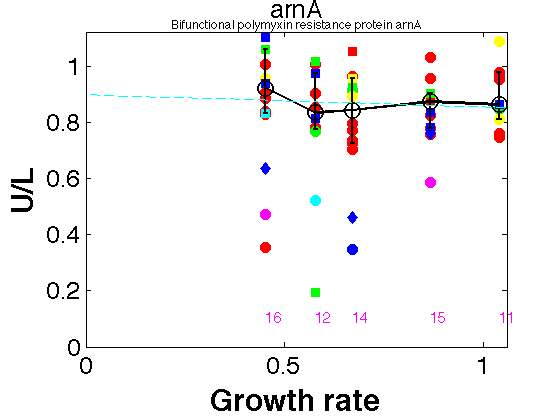 arnA
Bifunctional polymyxin resistance protein arnA
1
0.8
0.6
0.4
0.2
0
U/L
16 12 14 15 11
0 0.5 1
Growth rate